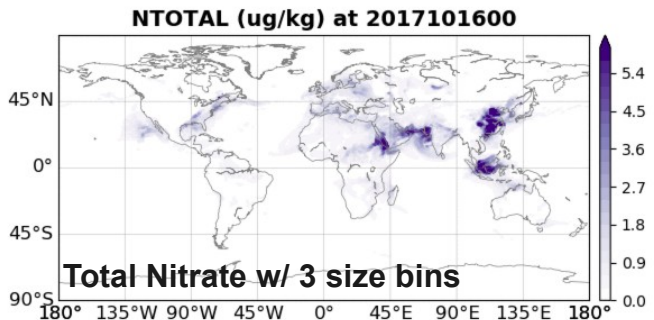 NTOTAL (ug/kg) at 2017101600
5.4
45°N
4.5
3.6
0°
2.7
1.8
45°S
0.9
Total Nitrate w/ 3 size bins
90°S
0.0
180° 135°W 90°W 45°W 0° 45°E 90°E 135°E 180°